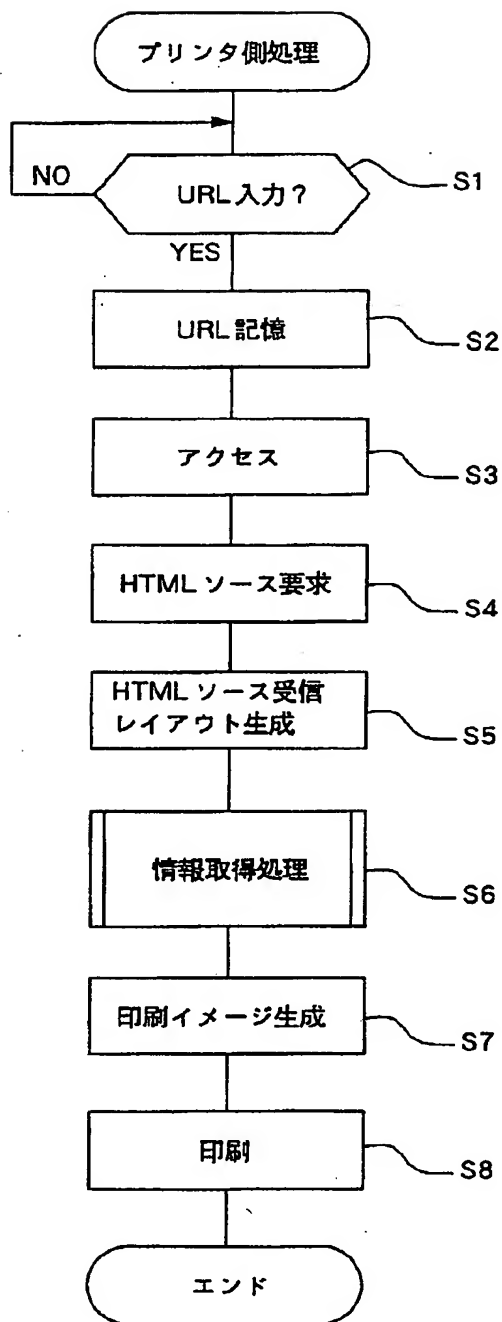 プリンタ側処理
NO
URL入力?
S1
YES
URL記憶
S2
アクセス
S3
HTMLソース要求
S4
HTMLソース受信
レイアウト生成
S5
情報取得処理
S6
印刷イメージ生成
S7
印刷
S8
エンド